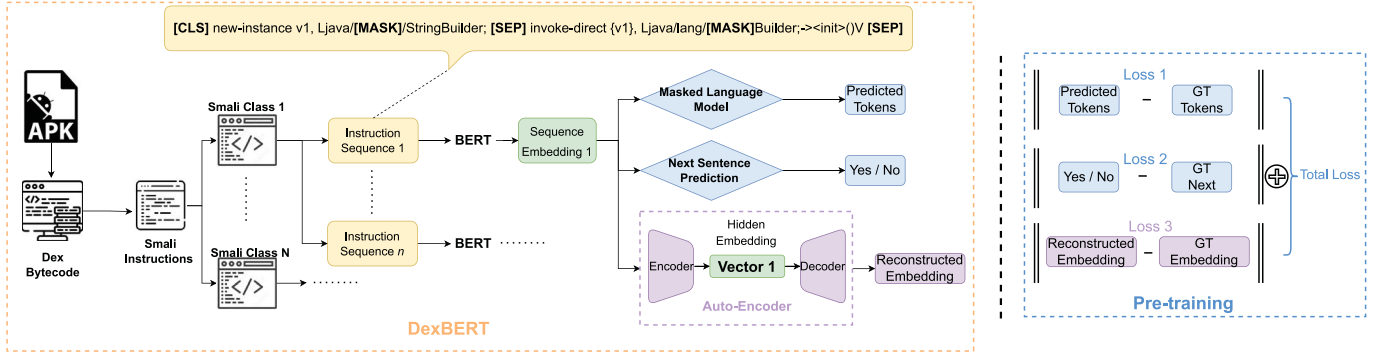 [CLS] new-instance v1, Ljava/[MASK]/StringBuilder; [SEP] invoke-direct {v1}, Ljava/lang/[MASK]Builder;-><init>()V [SEP]
APK
</>
Dex
Bytecode
Smali
Instructions
Smali Class 1
</>
Smali Class N
</>
Instruction
Sequence 1
Instruction
Sequence n
BERT
BERT
Sequence
Embedding 1
Masked Language
Model
Predicted
Tokens
Next Sentence
Prediction
Yes / No
Hidden
Embedding
Encoder
Vector 1
Decoder
Reconstructed
Embedding
Auto-Encoder
DexBERT
Loss 1
Predicted
Tokens
–
GT
Tokens
Loss 2
Yes / No
–
GT
Next
Total Loss
Loss 3
Reconstructed
Embedding
–
GT
Embedding
Pre-training